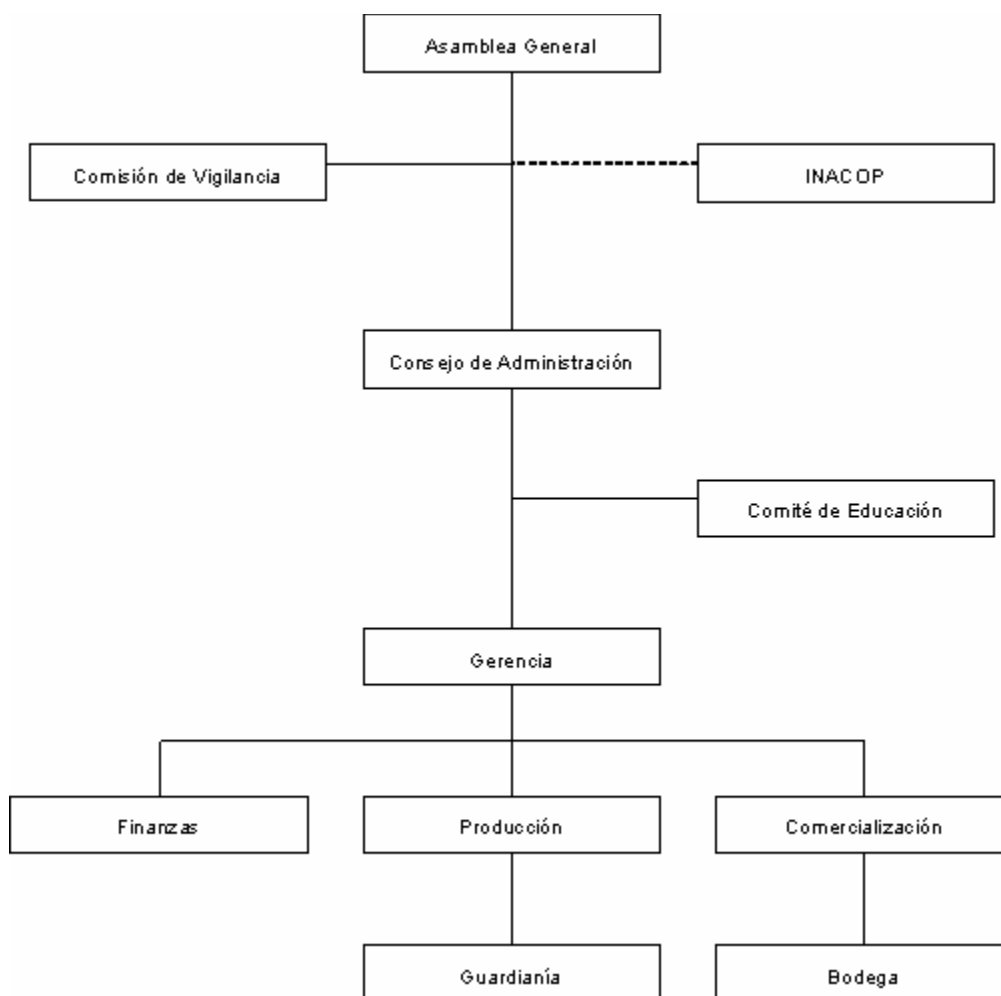 Asamblea General
Comisión de Vigilancia
INACOP
Consejo de Administración
Comité de Educación
Gerencia
Finanzas
Producción
Comercialización
Guardianía
Bodega